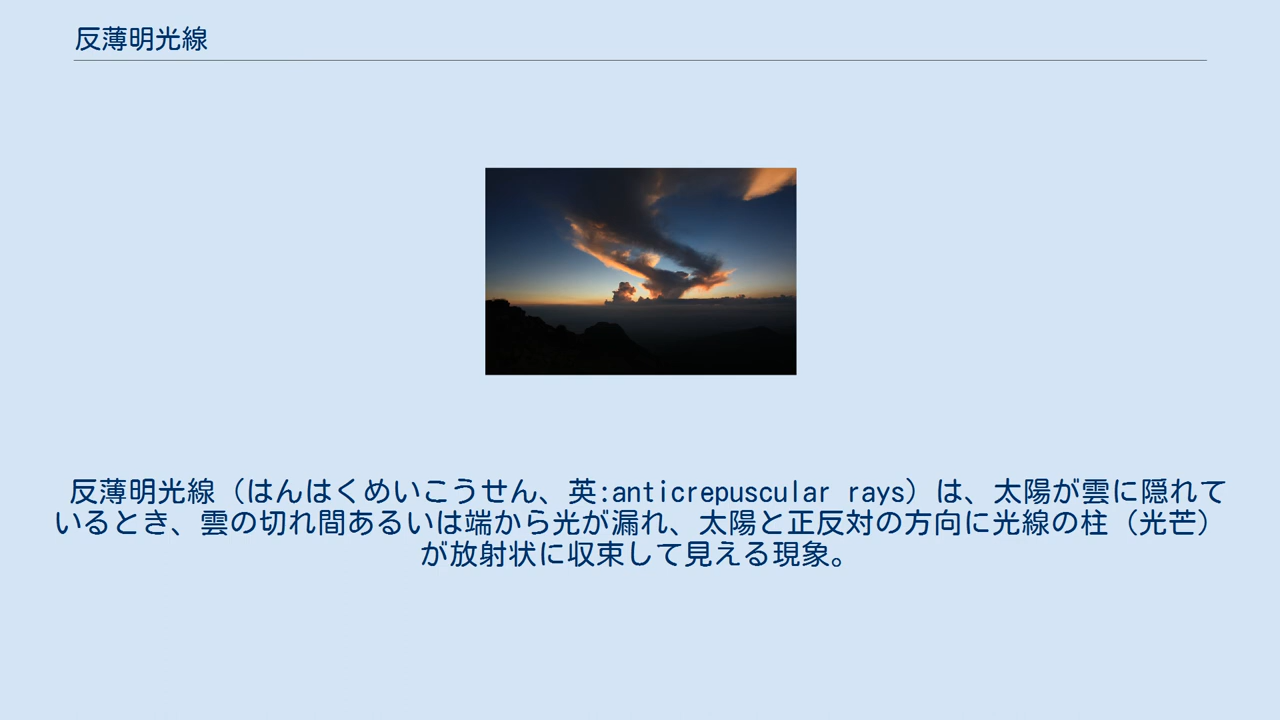 反薄明光線
反薄明光線（はんはくめいこうせん、英:anticrepuscular rays）は、太陽が雲に隠れて
いるとき、雲の切れ間あるいは端から光が漏れ、太陽と正反対の方向に光線の柱（光芒）
が放射状に収束して見える現象。